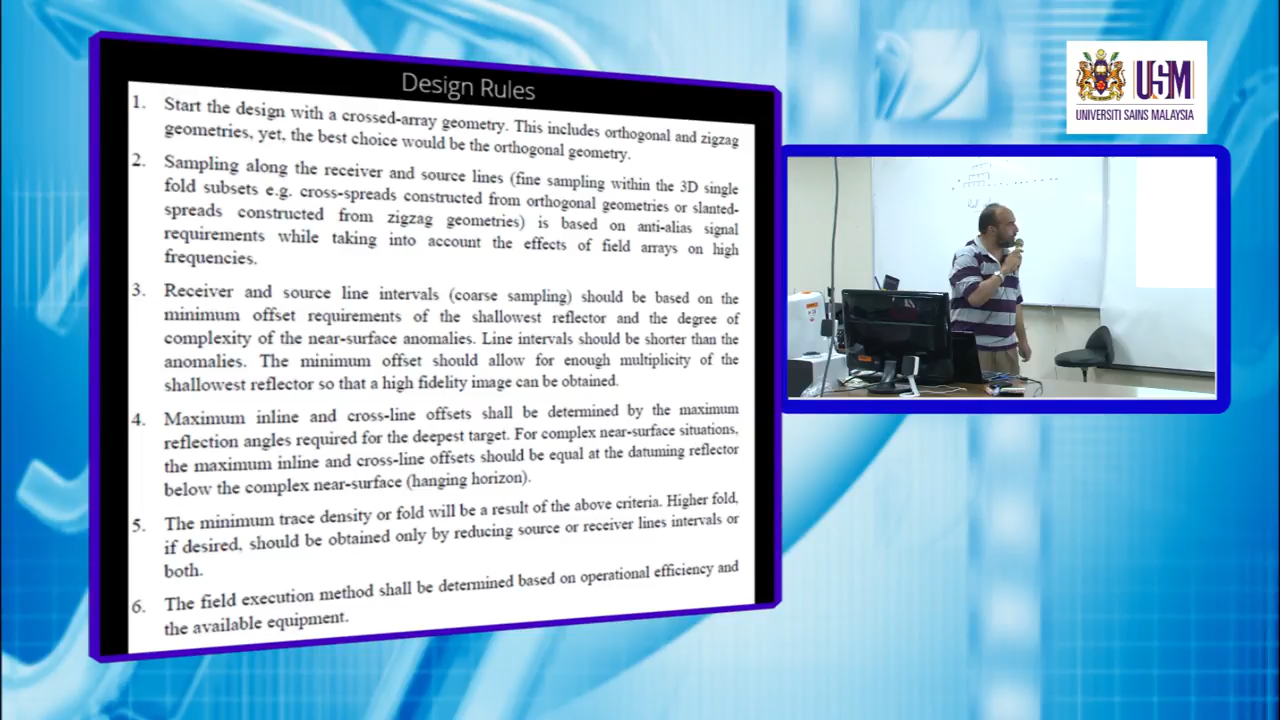 Design Rules
1. Start the design with a crossed-array geometry. This includes orthogonal and zigzag
geometries, yet, the best choice would be the orthogonal geometry.
2. Sampling along the receiver and source lines (fine sampling within the 3D single
fold subsets e.g. cross-spreads constructed from orthogonal geometries or slanted-
spreads constructed from zigzag geometries) is based on anti-alias signal
requirements while taking into account the effects of field arrays on high
frequencies.
3. Receiver and source line intervals (coarse sampling) should be based on the
minimum offset requirements of the shallowest reflector and the degree of
complexity of the near-surface anomalies. Line intervals should be shorter than the
anomalies. The minimum offset should allow for enough multiplicity of the
shallowest reflector so that a high fidelity image can be obtained.
4. Maximum inline and cross-line offsets shall be determined by the maximum
reflection angles required for the deepest target. For complex near-surface situations,
the maximum inline and cross-line offsets should be equal at the datuming reflector
below the complex near-surface (hanging horizon).
5. The minimum trace density or fold will be a result of the above criteria. Higher fold,
if desired, should be obtained only by reducing source or receiver lines intervals or
both.
6. The field execution method shall be determined based on operational efficiency and
the available equipment.
USM
UNIVERSITI SAINS MALAYSIA